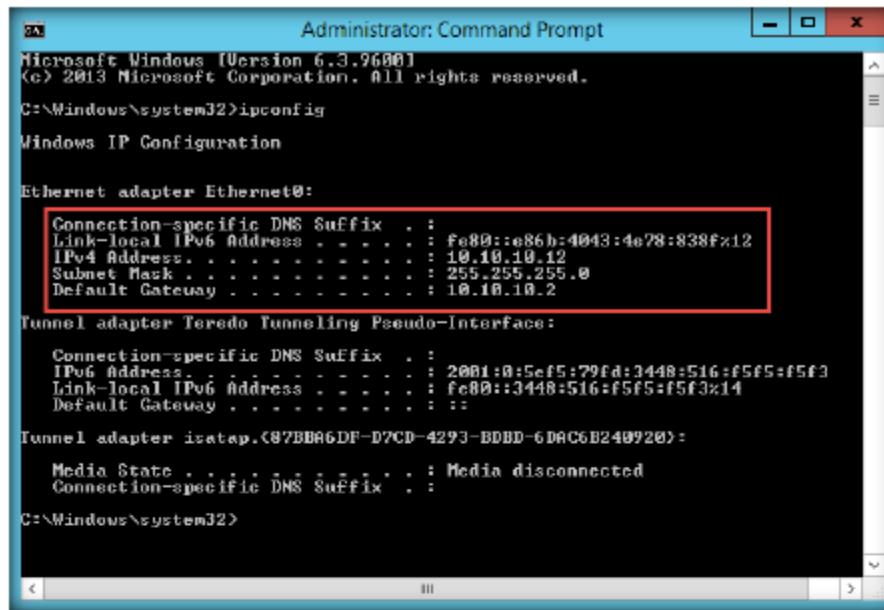 Administrator: Command Prompt
Microsoft Windows [Version 6.3.9600]
(c) 2013 Microsoft Corporation. All rights reserved.
C:\Windows\system32>ipconfig
Windows IP Configuration
Ethernet adapter Ethernet0:
Connection-specific DNS Suffix . :
Link-local IPv6 Address . . . . . : fe80::e86b:4043:4e78:838f%12
IPv4 Address. . . . . . . . . . . : 10.10.10.12
Subnet Mask . . . . . . . . . . . : 255.255.255.0
Default Gateway . . . . . . . . . : 10.10.10.2
Tunnel adapter Teredo Tunneling Pseudo-Interface:
Connection-specific DNS Suffix . :
IPv6 Address. . . . . . . . . . . : 2001:0:5ef5:79fd:3448:516:f5f5:f5f3
Link-local IPv6 Address . . . . . : fe80::3448:516:f5f5:f5f3%14
Default Gateway . . . . . . . . . : ::
Tunnel adapter isatap.{87BBA6DF-D7CD-4293-BDBD-6DAC6B240920}:
Media State . . . . . . . . . . . : Media disconnected
Connection-specific DNS Suffix . :
C:\Windows\system32>